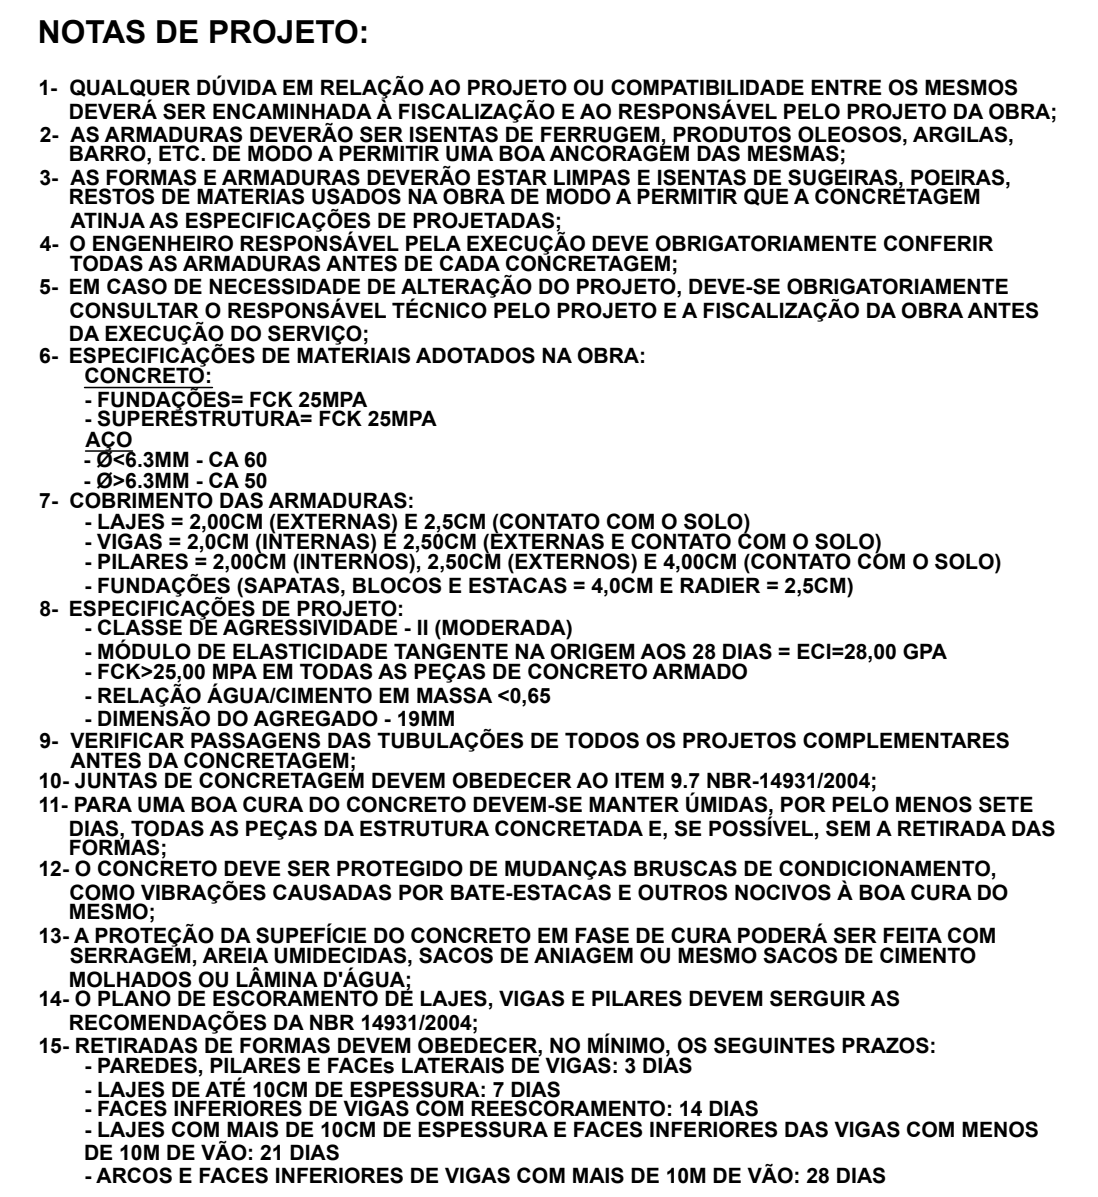 NOTAS DE PROJETO:
1- QUALQUER DÚVIDA EM RELAÇÃO AO PROJETO OU COMPATIBILIDADE ENTRE OS MESMOS
DEVERÁ SER ENCAMINHADA À FISCALIZAÇÃO E AO RESPONSÁVEL PELO PROJETO DA OBRA;
2- AS ARMADURAS DEVERÃO SER ISENTAS DE FERRUGEM, PRODUTOS OLEOSOS, ARGILAS,
BARRO, ETC. DE MODO A PERMITIR UMA BOA ANCORAGEM DAS MESMAS;
3- AS FORMAS E ARMADURAS DEVERÃO ESTAR LIMPAS E ISENTAS DE SUGEIRAS, POEIRAS,
RESTOS DE MATERIAS USADOS NA OBRA DE MODO A PERMITIR QUE A CONCRETAGEM
ATINJA AS ESPECIFICAÇÕES DE PROJETADAS;
4- O ENGENHEIRO RESPONSÁVEL PELA EXECUÇÃO DEVE OBRIGATORIAMENTE CONFERIR
TODAS AS ARMADURAS ANTES DE CADA CONCRETAGEM;
5- EM CASO DE NECESSIDADE DE ALTERAÇÃO DO PROJETO, DEVE-SE OBRIGATORIAMENTE
CONSULTAR O RESPONSÁVEL TÉCNICO PELO PROJETO E A FISCALIZAÇÃO DA OBRA ANTES
DA EXECUÇÃO DO SERVIÇO;
6- ESPECIFICAÇÕES DE MATERIAIS ADOTADOS NA OBRA:
CONCRETO:
- FUNDAÇÕES= FCK 25MPA
- SUPERESTRUTURA= FCK 25MPA
AÇO
- Ø<6.3MM - CA 60
- Ø>6.3MM - CA 50
7- COBRIMENTO DAS ARMADURAS:
- LAJES = 2,00CM (EXTERNAS) E 2,5CM (CONTATO COM O SOLO)
- VIGAS = 2,0CM (INTERNAS) E 2,50CM (EXTERNAS E CONTATO COM O SOLO)
- PILARES = 2,00CM (INTERNOS), 2,50CM (EXTERNOS) E 4,00CM (CONTATO COM O SOLO)
- FUNDAÇÕES (SAPATAS, BLOCOS E ESTACAS = 4,0CM E RADIER = 2,5CM)
8- ESPECIFICAÇÕES DE PROJETO:
- CLASSE DE AGRESSIVIDADE - II (MODERADA)
- MÓDULO DE ELASTICIDADE TANGENTE NA ORIGEM AOS 28 DIAS = ECI=28,00 GPA
- FCK>25,00 MPA EM TODAS AS PEÇAS DE CONCRETO ARMADO
- RELAÇÃO ÁGUA/CIMENTO EM MASSA <0,65
- DIMENSÃO DO AGREGADO - 19MM
9- VERIFICAR PASSAGENS DAS TUBULAÇÕES DE TODOS OS PROJETOS COMPLEMENTARES
ANTES DA CONCRETAGEM;
10- JUNTAS DE CONCRETAGEM DEVEM OBEDECER AO ITEM 9.7 NBR-14931/2004;
11- PARA UMA BOA CURA DO CONCRETO DEVEM-SE MANTER ÚMIDAS, POR PELO MENOS SETE
DIAS, TODAS AS PEÇAS DA ESTRUTURA CONCRETADA E, SE POSSÍVEL, SEM A RETIRADA DAS
FORMAS;
12- O CONCRETO DEVE SER PROTEGIDO DE MUDANÇAS BRUSCAS DE CONDICIONAMENTO,
COMO VIBRAÇÕES CAUSADAS POR BATE-ESTACAS E OUTROS NOCIVOS À BOA CURA DO
MESMO;
13- A PROTEÇÃO DA SUPEFÍCIE DO CONCRETO EM FASE DE CURA PODERÁ SER FEITA COM
SERRAGEM, AREIA UMIDECIDAS, SACOS DE ANIAGEM OU MESMO SACOS DE CIMENTO
MOLHADOS OU LÂMINA D'ÁGUA;
14- O PLANO DE ESCORAMENTO DE LAJES, VIGAS E PILARES DEVEM SERGUIR AS
RECOMENDAÇÕES DA NBR 14931/2004;
15- RETIRADAS DE FORMAS DEVEM OBEDECER, NO MÍNIMO, OS SEGUINTES PRAZOS:
- PAREDES, PILARES E FACEs LATERAIS DE VIGAS: 3 DIAS
- LAJES DE ATÉ 10CM DE ESPESSURA: 7 DIAS
- FACES INFERIORES DE VIGAS COM REESCORAMENTO: 14 DIAS
- LAJES COM MAIS DE 10CM DE ESPESSURA E FACES INFERIORES DAS VIGAS COM MENOS
DE 10M DE VÃO: 21 DIAS
- ARCOS E FACES INFERIORES DE VIGAS COM MAIS DE 10M DE VÃO: 28 DIAS